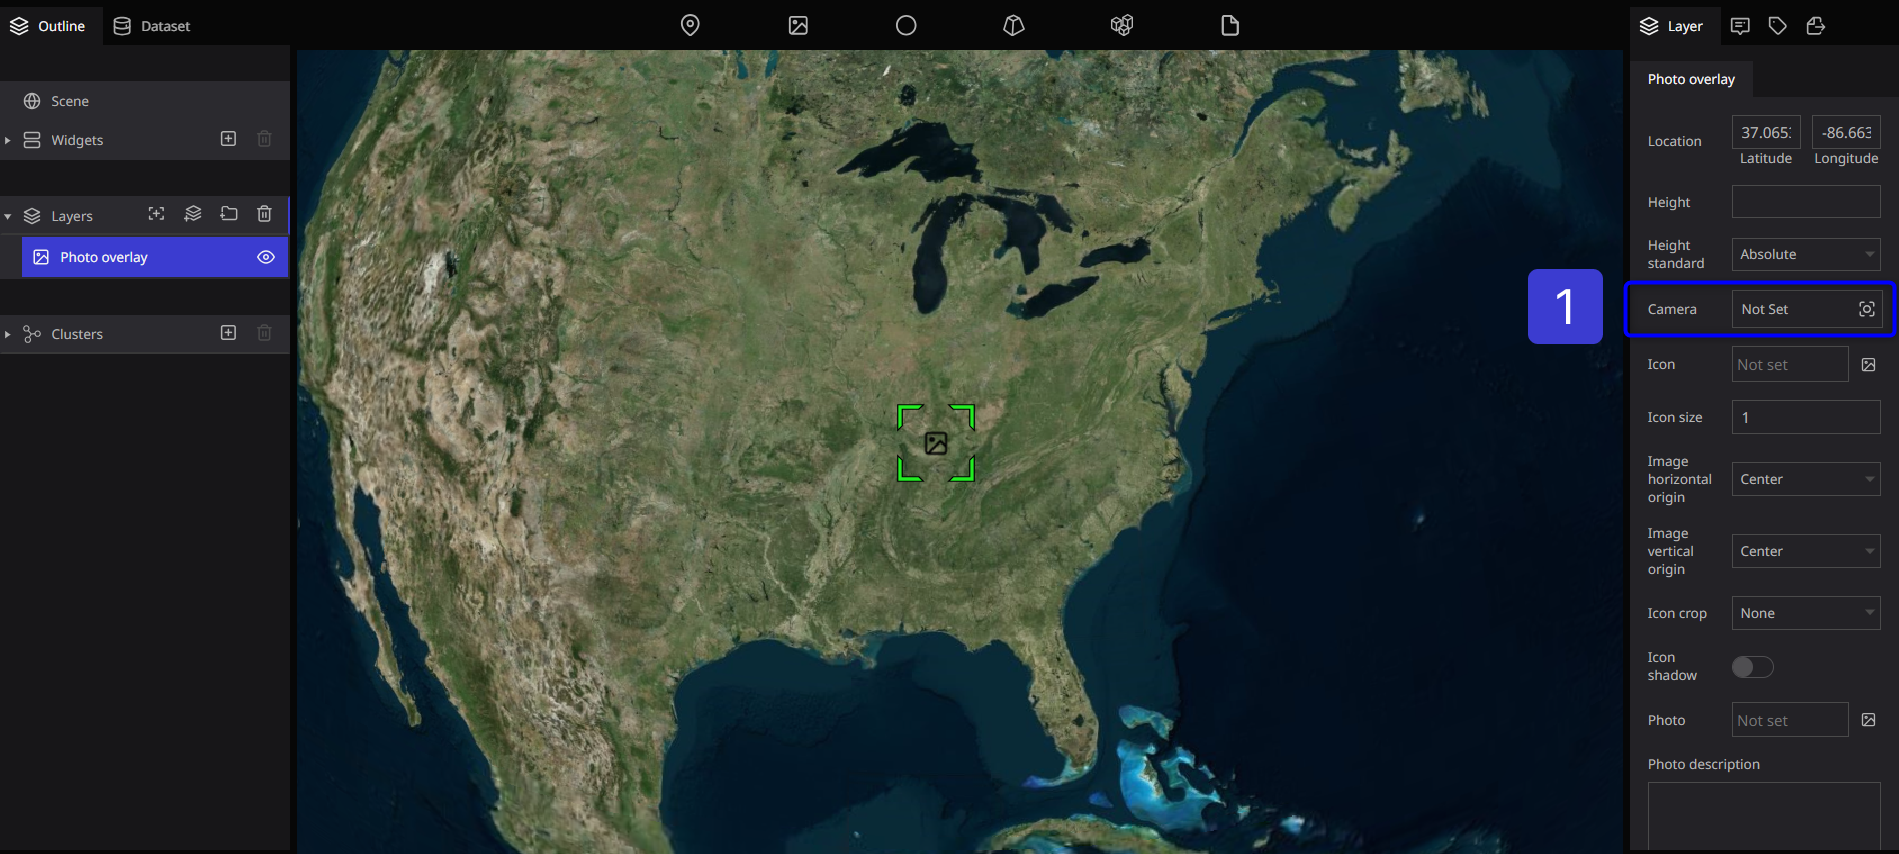 Outline
Dataset
Scene
Widgets
Layers
Photo overlay
Clusters
1
Layer
Photo overlay
Location
37.065
-86.663
Latitude
Longitude
Height
Height
standard
Absolute
Camera
Not Set
Icon
Not set
Icon size
1
Image
horizontal
origin
Center
Image
vertical
origin
Center
Icon crop
None
Icon
shadow
Photo
Not set
Photo description